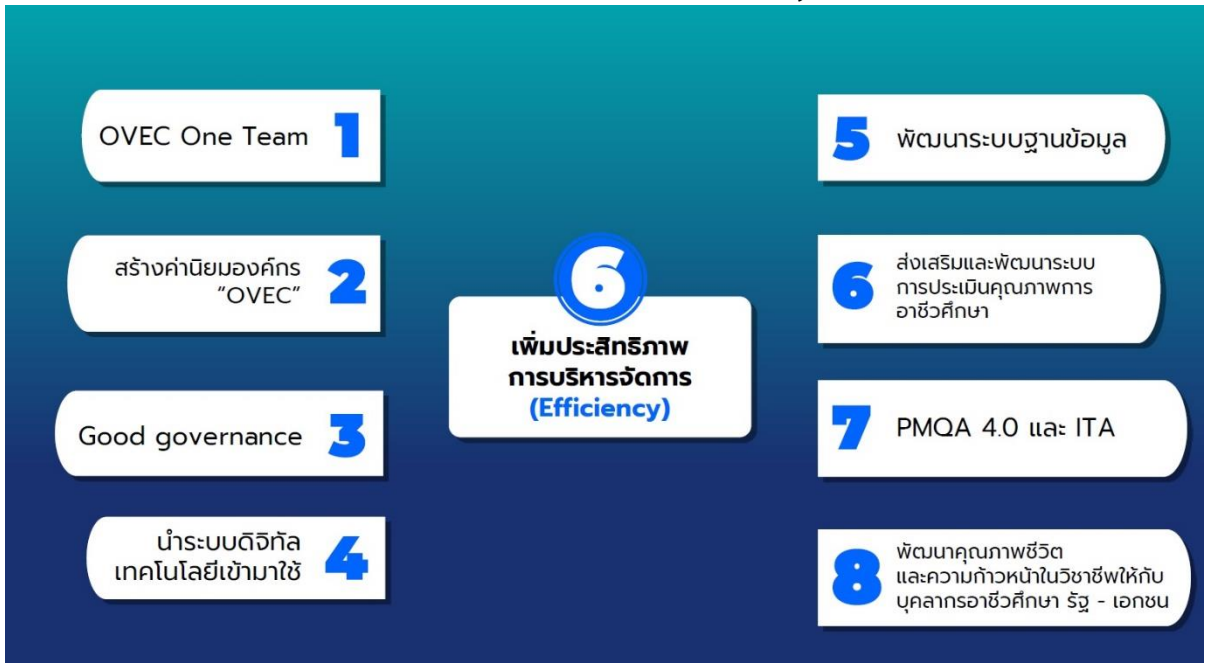 OVEC One Team 1
สร้างค่านิยมองค์กร
“OVEC” 2
Good governance 3
นำระบบดิจิทัล
เทคโนโลยีเข้ามาใช้ 4
6
เพิ่มประสิทธิภาพ
การบริหารจัดการ
(Efficiency)
5 พัฒนาระบบฐานข้อมูล
6 ส่งเสริมและพัฒนาระบบ
การประเมินคุณภาพการ
อาชีวศึกษา
7 PMQA 4.0 และ ITA
8 พัฒนาคุณภาพชีวิต
และความก้าวหน้าในวิชาชีพให้กับ
บุคลากรอาชีวศึกษา รัฐ - เอกชน